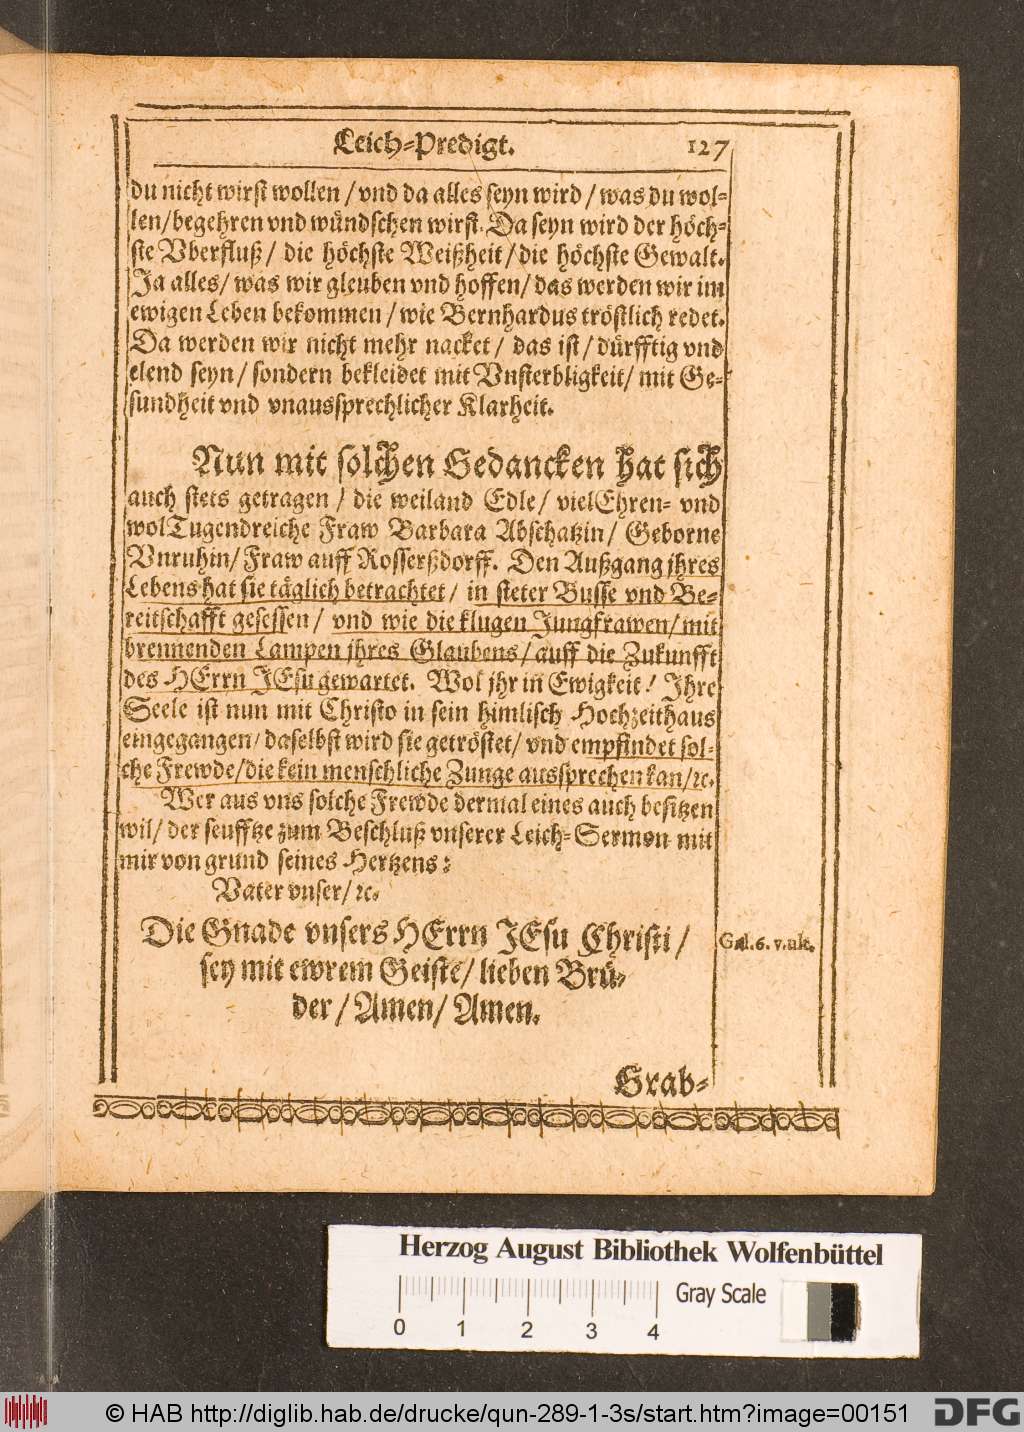 Leich-Predigt. 127
du nicht wirst wollen / vnd da alles seyn wird / was du wol-
len/begehren vnd wündschen wirst. Da seyn wird der höch-
ste Vberfluß / die höchste Weißheit / die höchste Gewalt.
Ja alles / was wir gleuben vnd hoffen / das werden wir im
ewigen Leben bekommen / wie Bernhardus tröstlich redet.
Da werden wir nicht mehr nacket / das ist / dürfftig vnd
elend seyn / sondern bekleidet mit Vnsterbligkeit / mit Ge-
sundheit vnd vnaussprechlicher Klarheit.
Nun mit solchen Gedancken hat sich
auch stets getragen / die weiland Edle / vielEhren- vnd
wolTugendreiche Fraw Barbara Abschatzin / Geborne
Vnruhin / Fraw auff Rosserßdorff. Den Außgang jhres
Lebens hat sie täglich betrachtet / in steter Busse vnd Be-
reitschafft gesessen / vnd wie die klugen Jungfrawen / mit
brennenden Lampen jhres Glaubens / auff die Zukunfft
des HErrn JEsu gewartet. Wol jhr in Ewigkeit! Ihre
Seele ist nun mit Christo in sein himlisch Hochzeithaus
eingegangen / daselbst wird sie getröstet / vnd empfindet sol-
che Frewde / die kein menschliche Zunge aussprechen kan / ꝛc.
Wer aus vns solche Frewde dermal eines auch besitzen
wil / der seufftze zum Beschluß vnserer Leich-Sermon mit
mir von grund seines Hertzens:
Vater vnser / ꝛc.
Die Gnade vnsers HErrn JEsu Christi /
sey mit ewrem Geiste / lieben Brü-
der / Amen / Amen.
Gal. 6. v. ult.
Grab-
Herzog August Bibliothek Wolfenbüttel
0 1 2 3 4 Gray Scale
© HAB http://diglib.hab.de/drucke/qun-289-1-3s/start.htm?image=00151 DFG